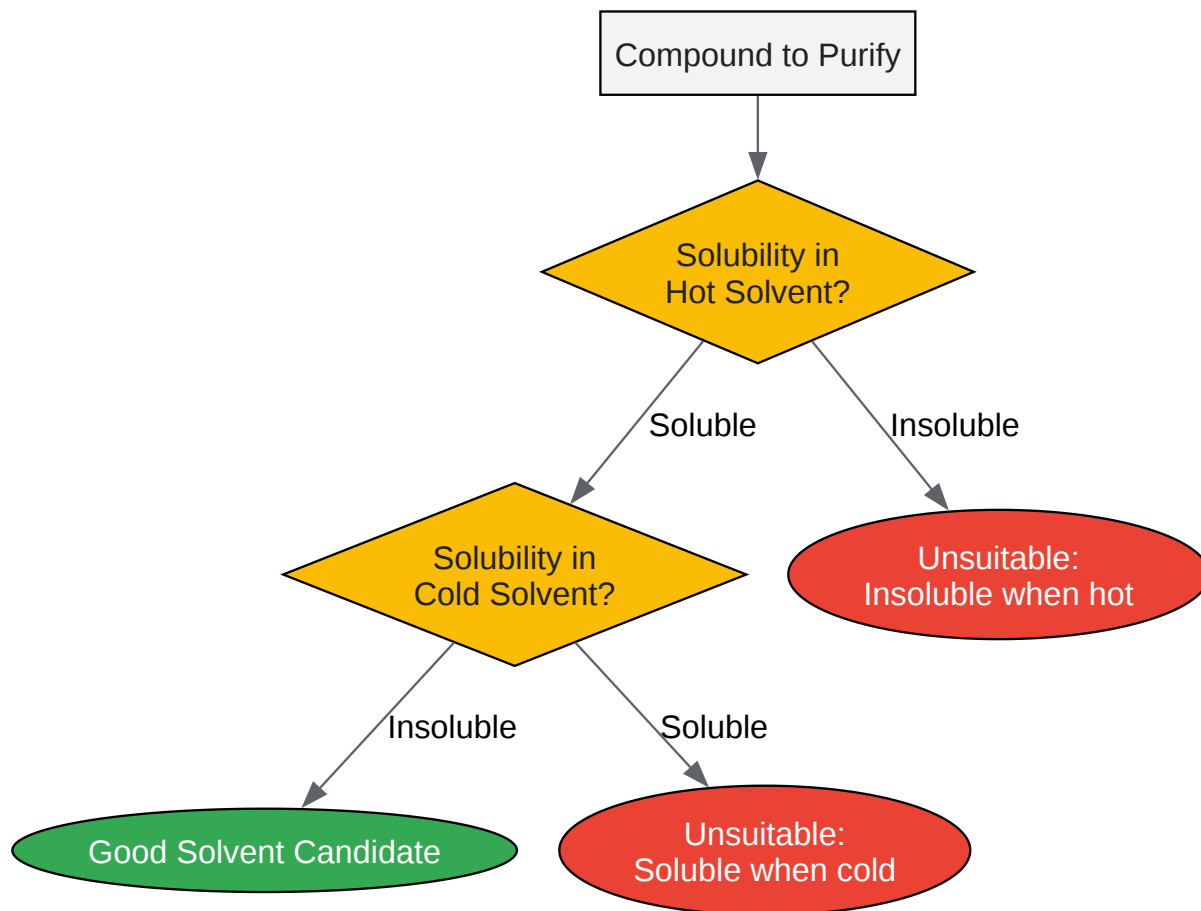 Compound to Purify
Solubility in
Hot Solvent?
Soluble
Insoluble
Solubility in
Cold Solvent?
Unsuitable:
Insoluble when hot
Insoluble
Soluble
Good Solvent Candidate
Unsuitable:
Soluble when cold